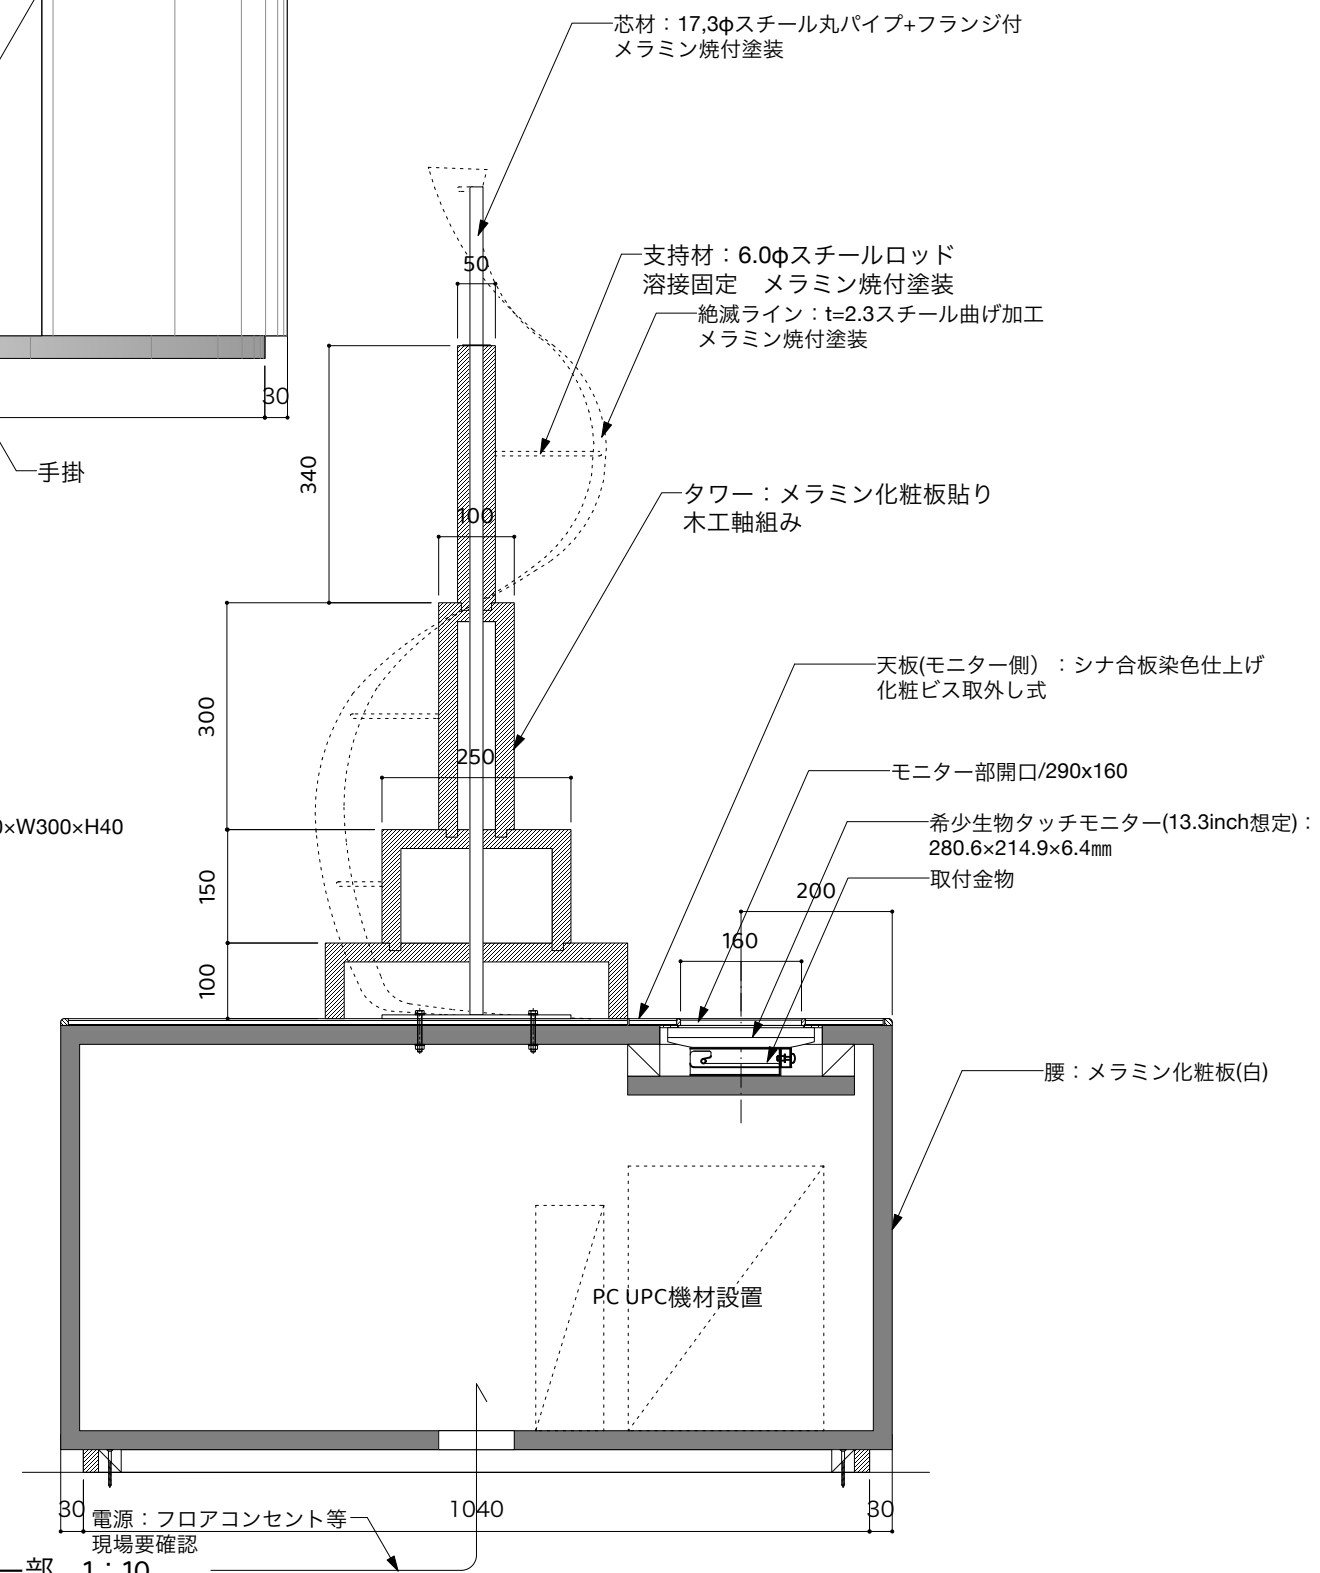 芯材：17,3φスチール丸パイプ+フランジ付
メラミン焼付塗装
支持材：6.0φスチールロッド
溶接固定　メラミン焼付塗装
50
絶滅ライン：t=2.3スチール曲げ加工
メラミン焼付塗装
30
手掛
340
タワー：メラミン化粧板貼り
木工軸組み
100
天板(モニター側）：シナ合板染色仕上げ
化粧ビス取外し式
300
250
モニター部開口/290x160
×W300×H40
希少生物タッチモニター(13.3inch想定)：
280.6×214.9×6.4㎜
取付金物
150
200
160
100
腰：メラミン化粧板(白)
PC UPC機材設置
30
1040
30
電源：フロアコンセント等
現場要確認
ー部　1：10